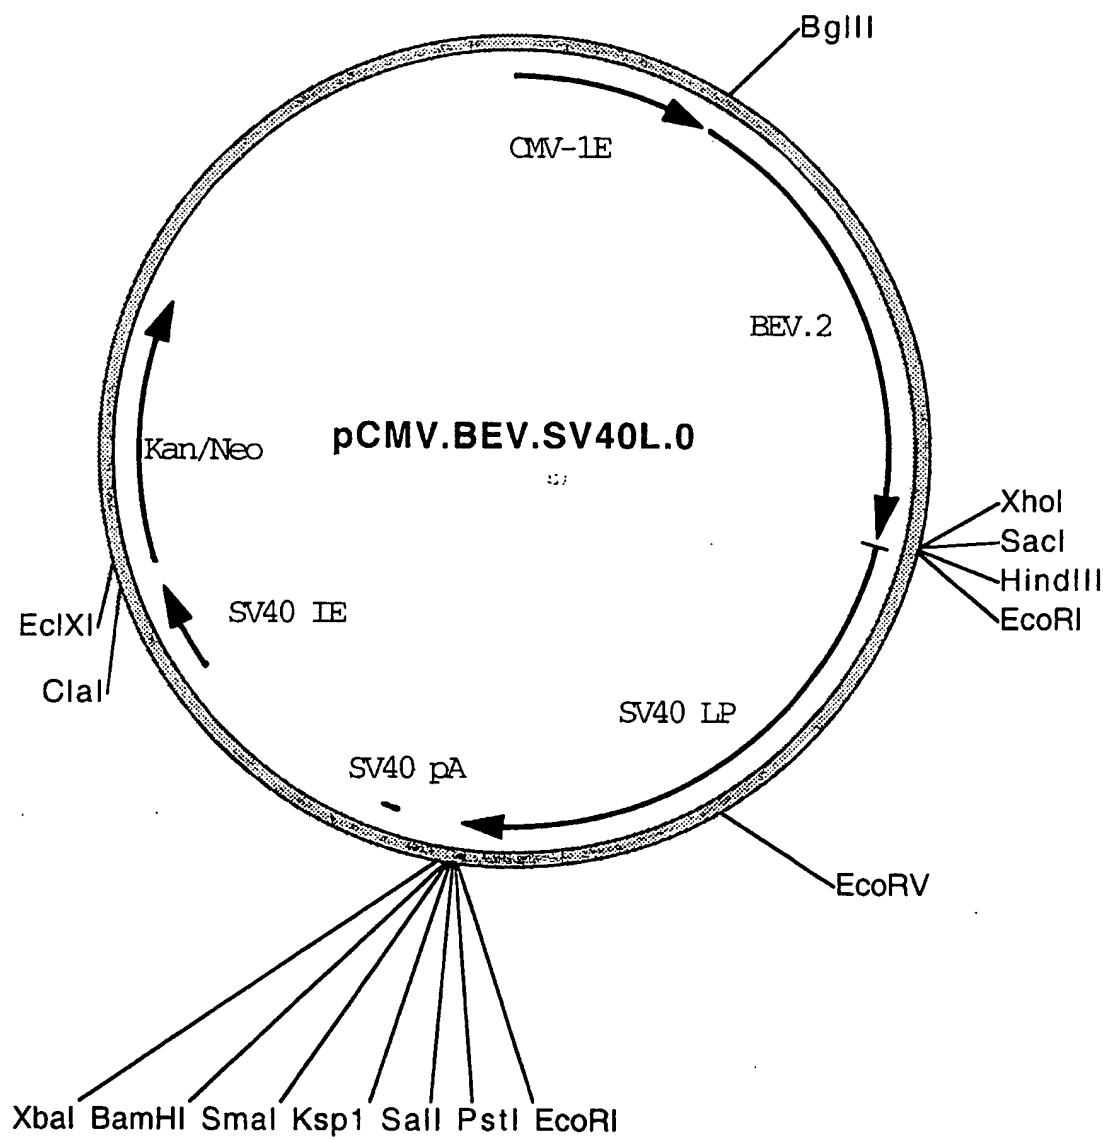 BglII
CMV-1E
BEV.2
Kan/Neo
pCMV.BEV.SV40L.0
XhoI
SacI
HindIII
EcoRI
SV40 IE
EclXI
ClaI
SV40 LP
SV40 pA
EcoRV
XbaI BamHI SmaI Ksp1 SalI PstI EcoRI